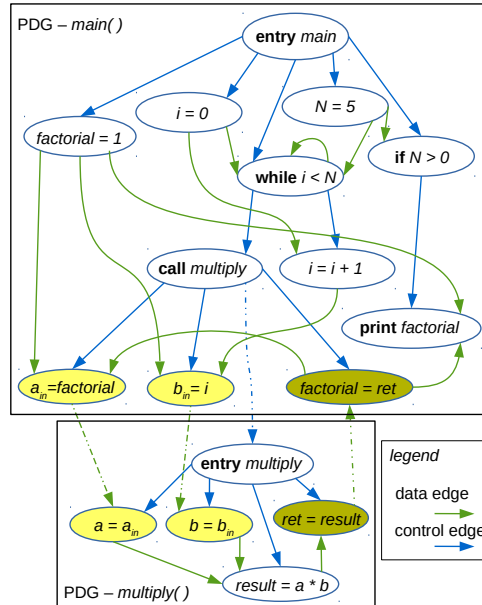 PDG – main( )
entry main
i = 0
N = 5
factorial = 1
if N > 0
while i < N
call multiply
i = i + 1
print factorial
a_in=factorial
b_in= i
factorial = ret
entry multiply
legend
data edge
control edge
a = a_in
b = b_in
ret = result
result = a * b
PDG – multiply( )